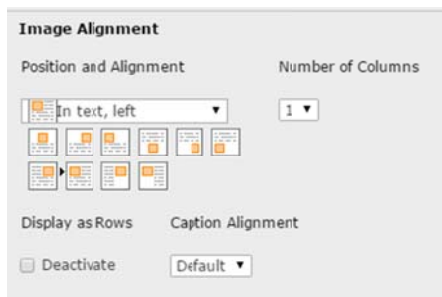 Image Alignment
Position and Alignment Number of Columns
In text, left 1
Display as Rows Caption Alignment
Deactivate Default